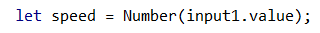 let speed = Number(input1.value);